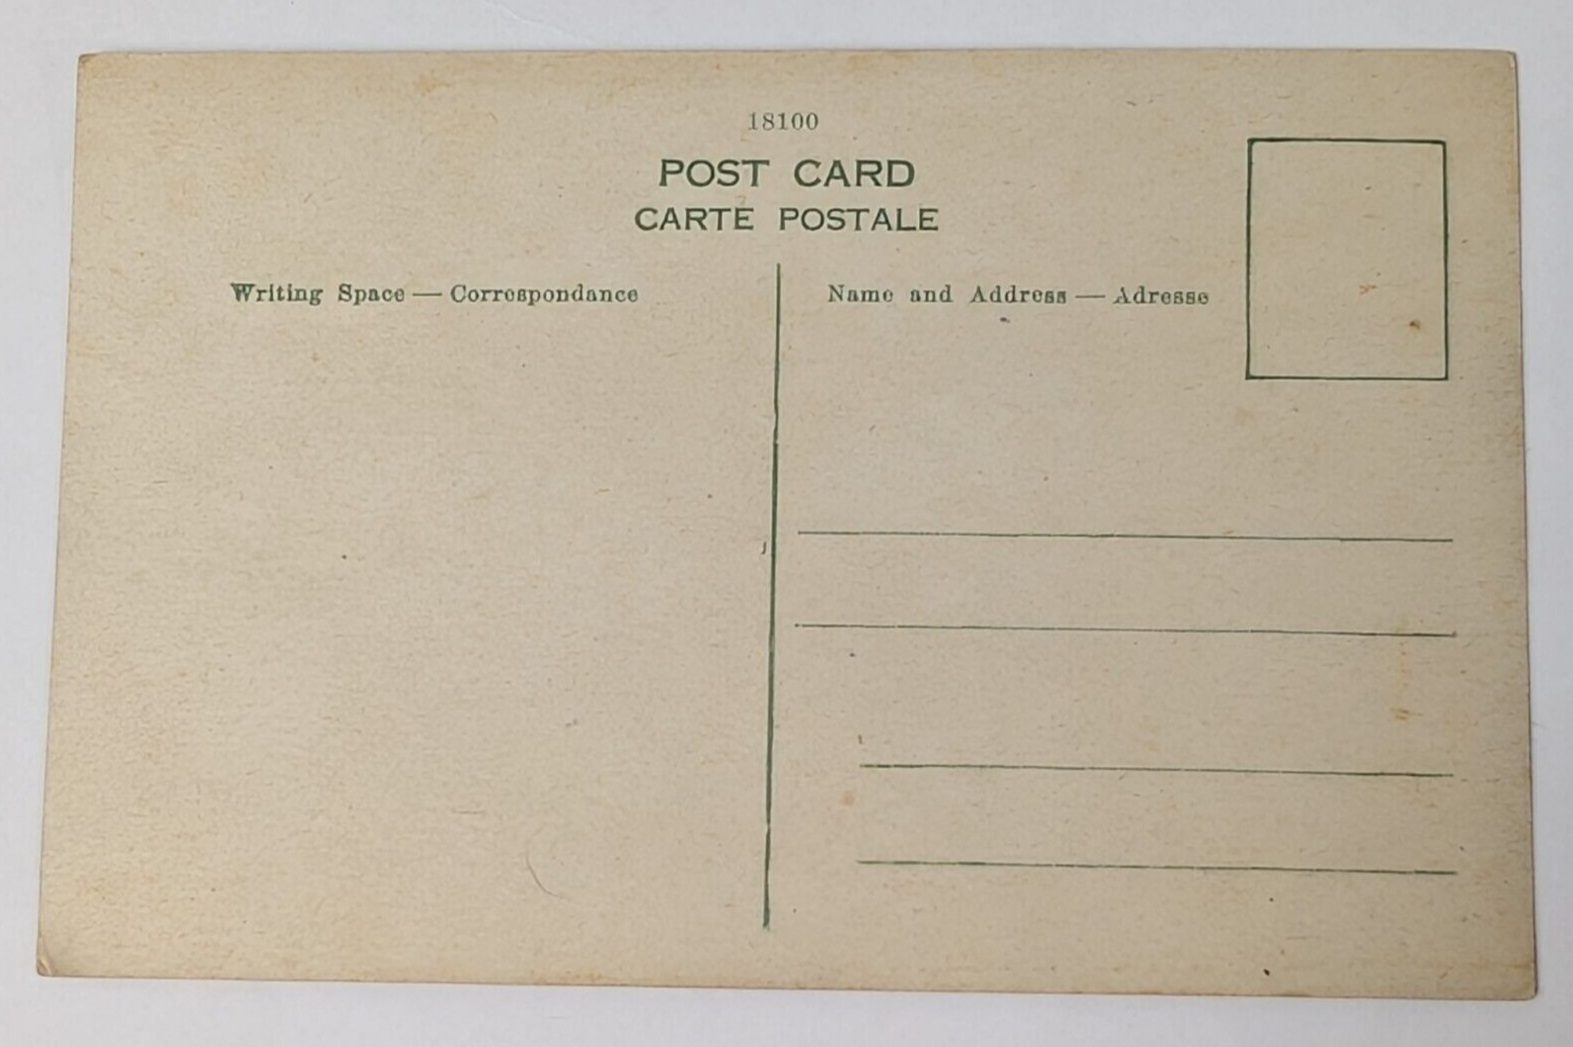 18100
POST CARD
CARTE POSTALE
Writing Space — Correspondance
Name and Address — Adresse